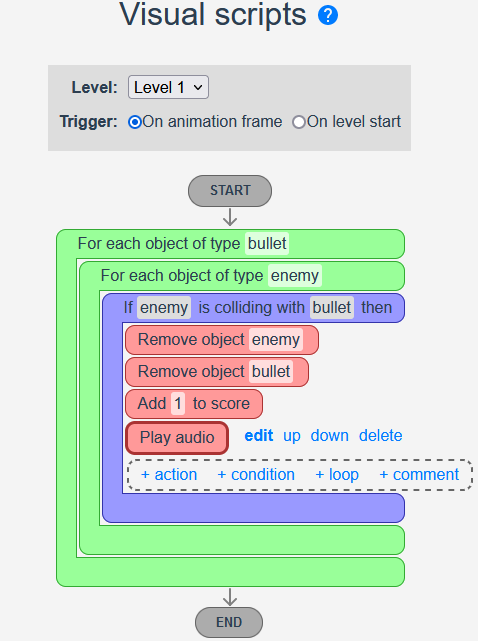 Visual scripts ?
Level: Level 1
Trigger: On animation frame On level start
START
For each object of type bullet
For each object of type enemy
If enemy is colliding with bullet then
Remove object enemy
Remove object bullet
Add 1 to score
Play audio edit up down delete
+ action + condition + loop + comment
END